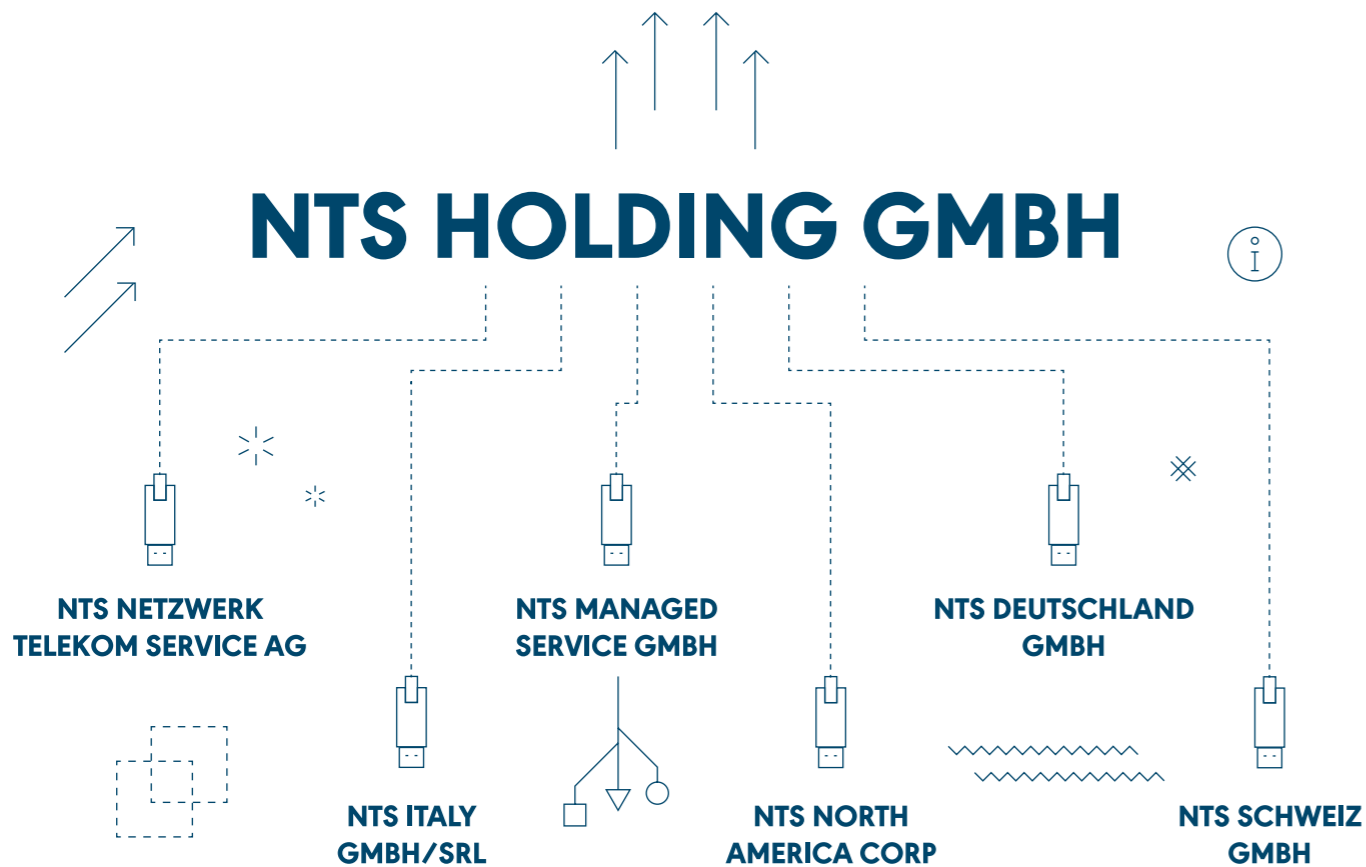 NTS HOLDING GMBH
NTS NETZWERK
TELEKOM SERVICE AG
NTS MANAGED
SERVICE GMBH
NTS DEUTSCHLAND
GMBH
NTS ITALY
GMBH/SRL
NTS NORTH
AMERICA CORP
NTS SCHWEIZ
GMBH